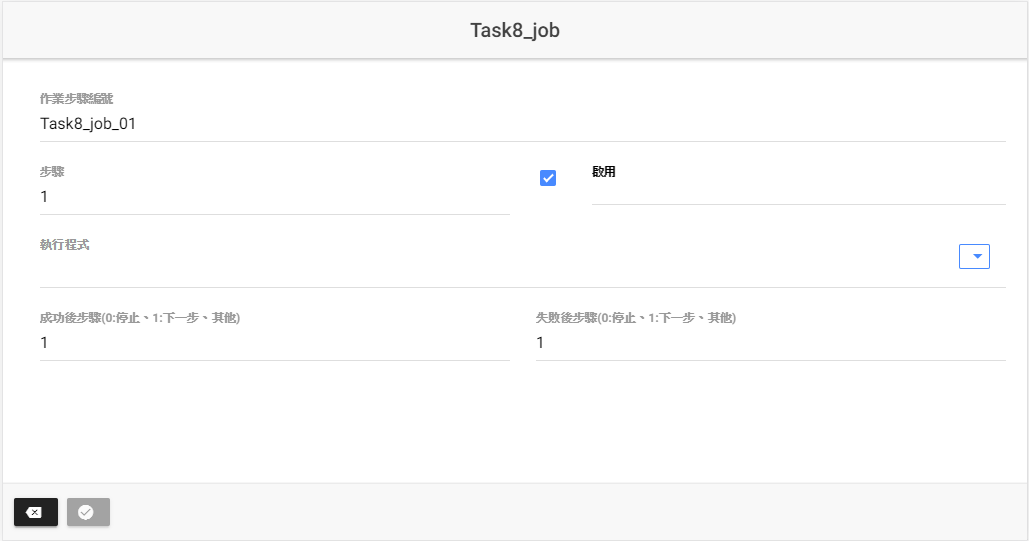 Task8_job
作業步驟編號
Task8_job_01
步驟
啟用
1
執行程式
成功後步驟(0:停止、1:下一步、其他)
失敗後步驟(0:停止、1:下一步、其他)
1
1